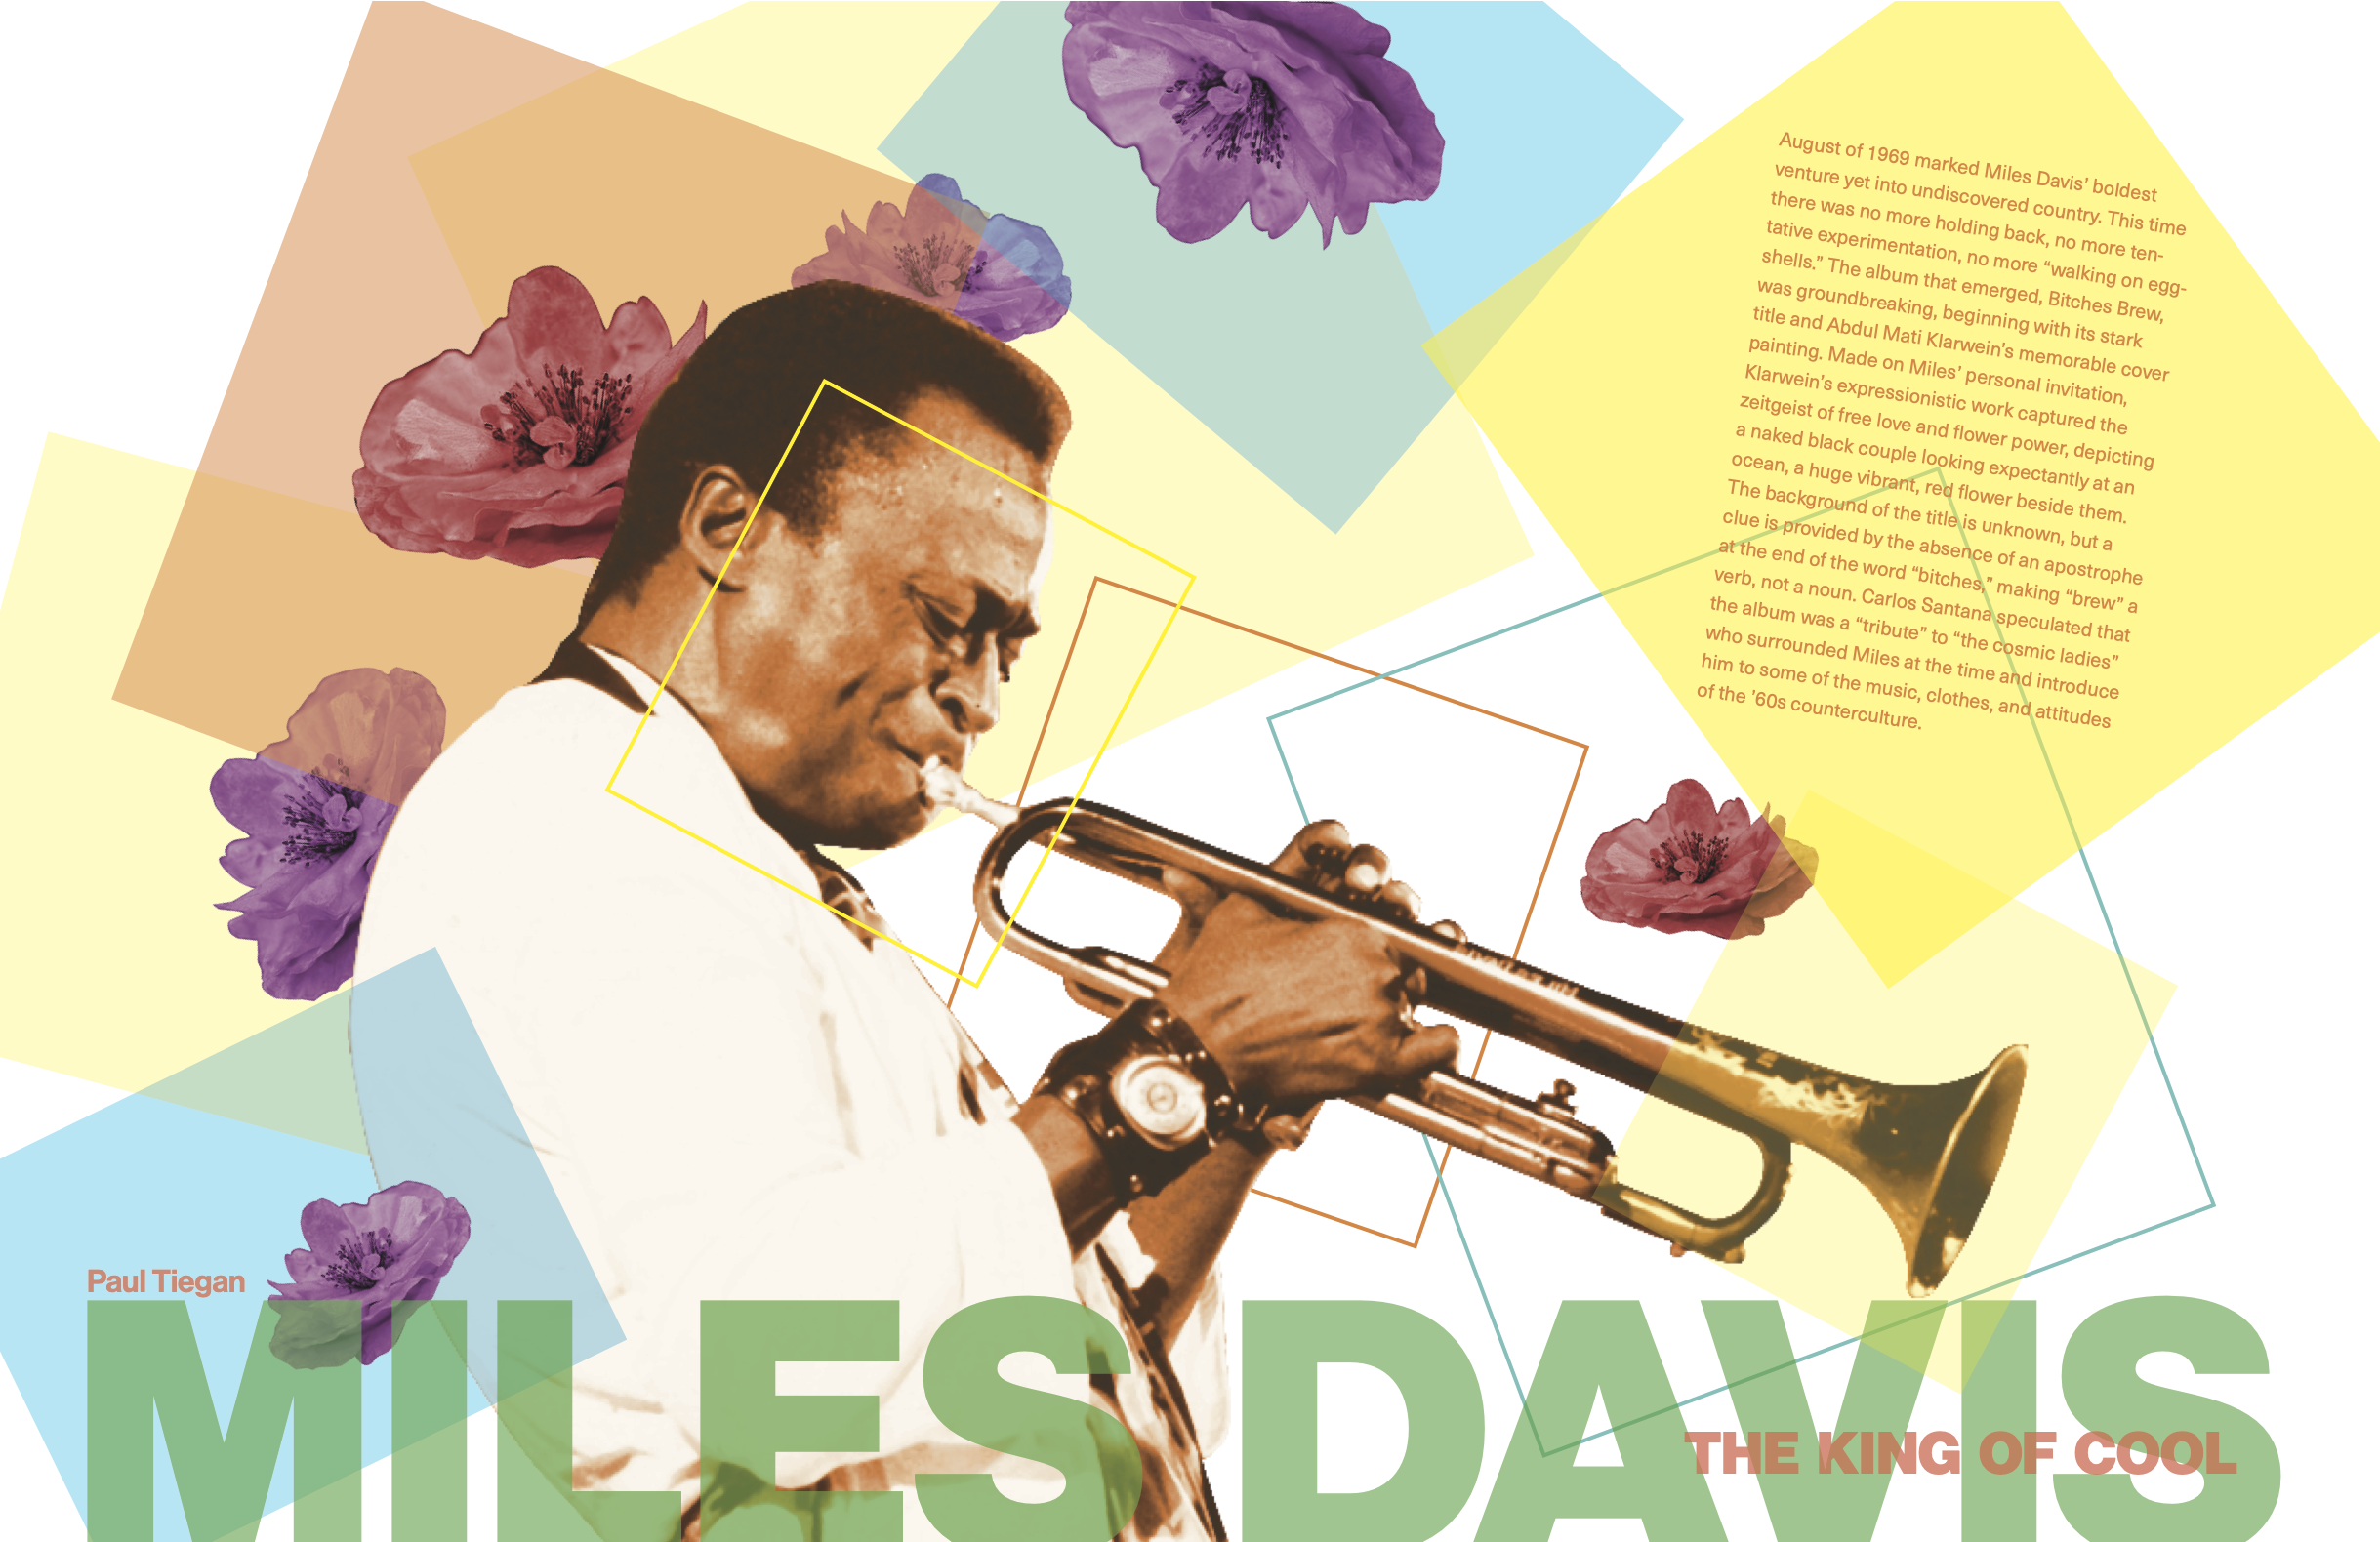 August of 1969 marked Miles Davis’ boldest
venture yet into undiscovered country. This time
there was no more holding back, no more ten-
tative experimentation, no more “walking on egg-
shells.” The album that emerged, Bitches Brew,
was groundbreaking, beginning with its stark
title and Abdul Mati Klarwein’s memorable cover
painting. Made on Miles’ personal invitation,
Klarwein’s expressionistic work captured the
zeitgeist of free love and flower power, depicting
a naked black couple looking expectantly at an
ocean, a huge vibrant, red flower beside them.
The background of the title is unknown, but a
clue is provided by the absence of an apostrophe
at the end of the word “bitches,” making “brew” a
verb, not a noun. Carlos Santana speculated that
the album was a “tribute” to “the cosmic ladies”
who surrounded Miles at the time and introduce
him to some of the music, clothes, and attitudes
of the ’60s counterculture.
Paul Tiegan
MILES DAVIS
THE KING OF COOL